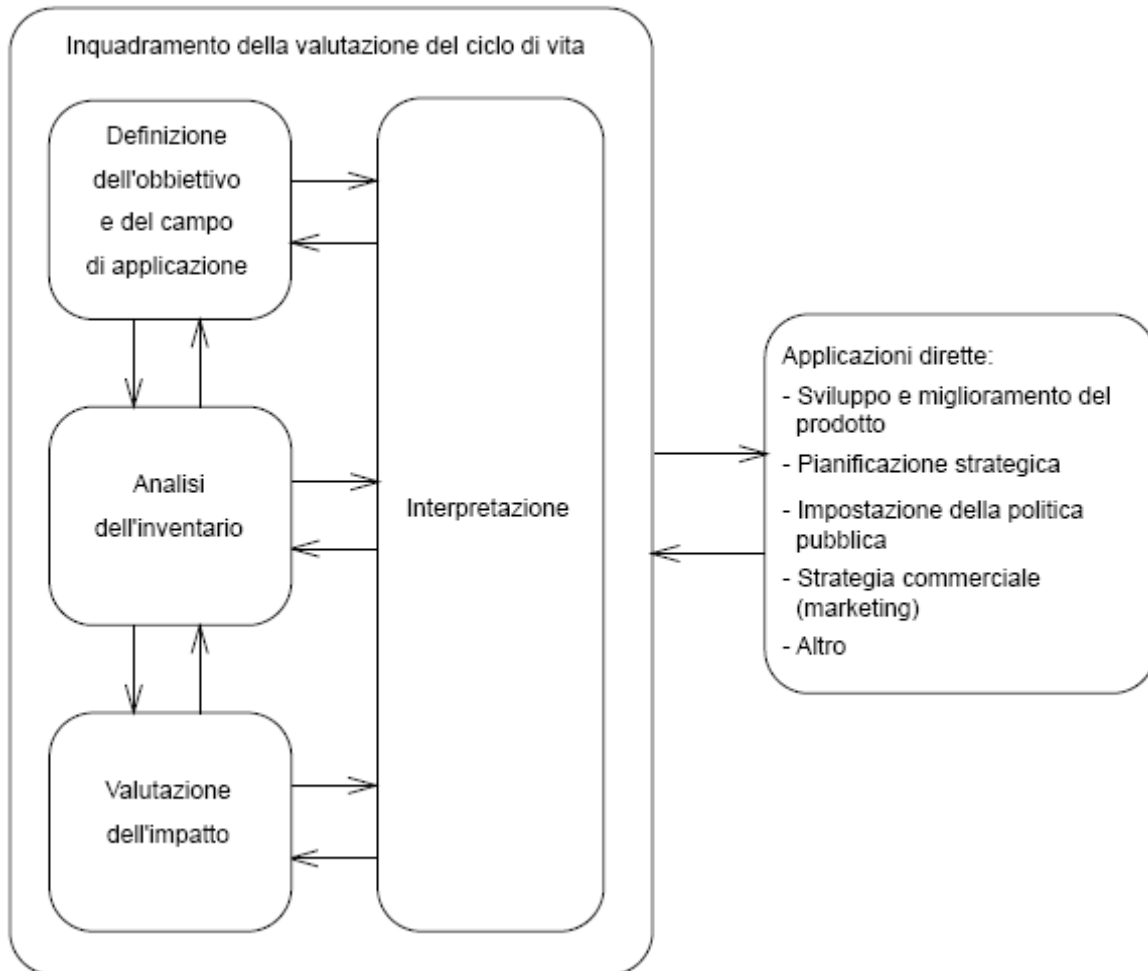 Inquadramento della valutazione del ciclo di vita
Definizione
dell'obbiettivo
e del campo
di applicazione
Analisi
dell'inventario
Valutazione
dell'impatto
Interpretazione
Applicazioni dirette:
- Sviluppo e miglioramento del
prodotto
- Pianificazione strategica
- Impostazione della politica
pubblica
- Strategia commerciale
(marketing)
- Altro